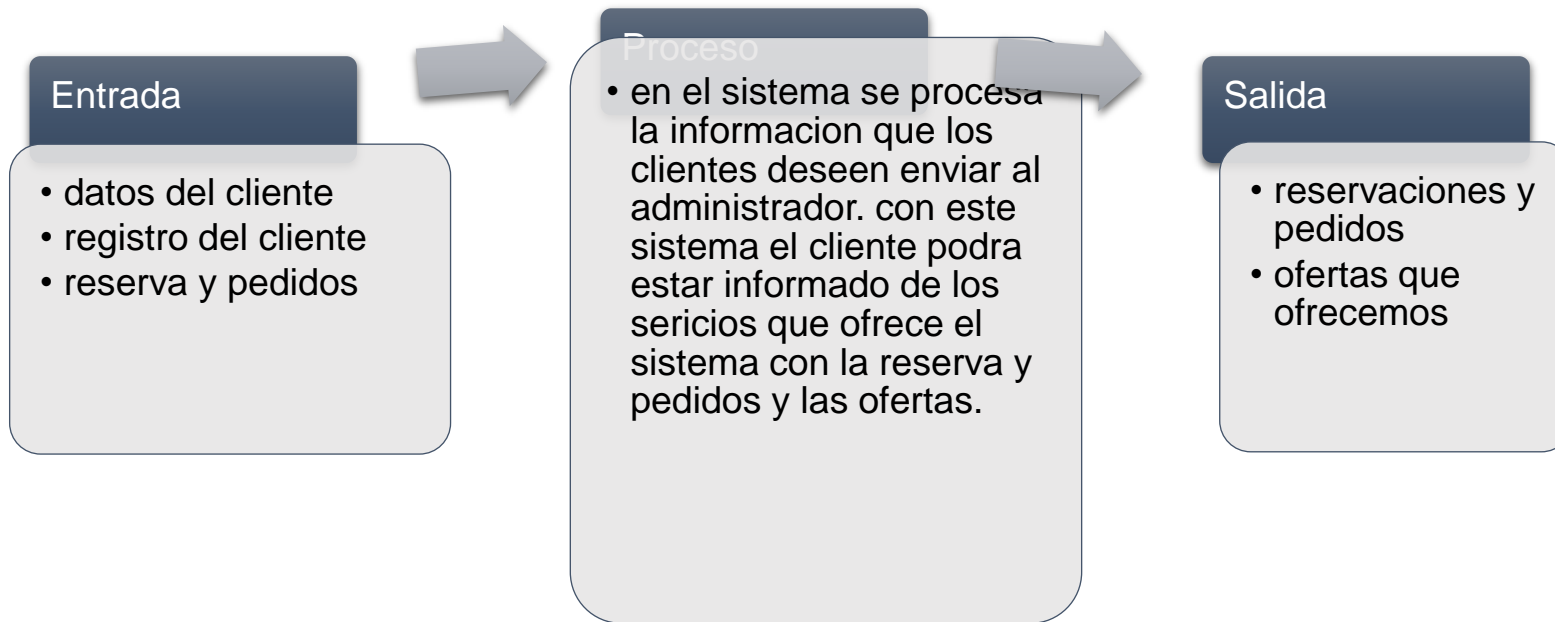 Entrada
• datos del cliente
• registro del cliente
• reserva y pedidos
Proceso
• en el sistema se procesa
la informacion que los
clientes deseen enviar al
administrador. con este
sistema el cliente podra
estar informado de los
sericios que ofrece el
sistema con la reserva y
pedidos y las ofertas.
Salida
• reservaciones y
pedidos
• ofertas que
ofrecemos